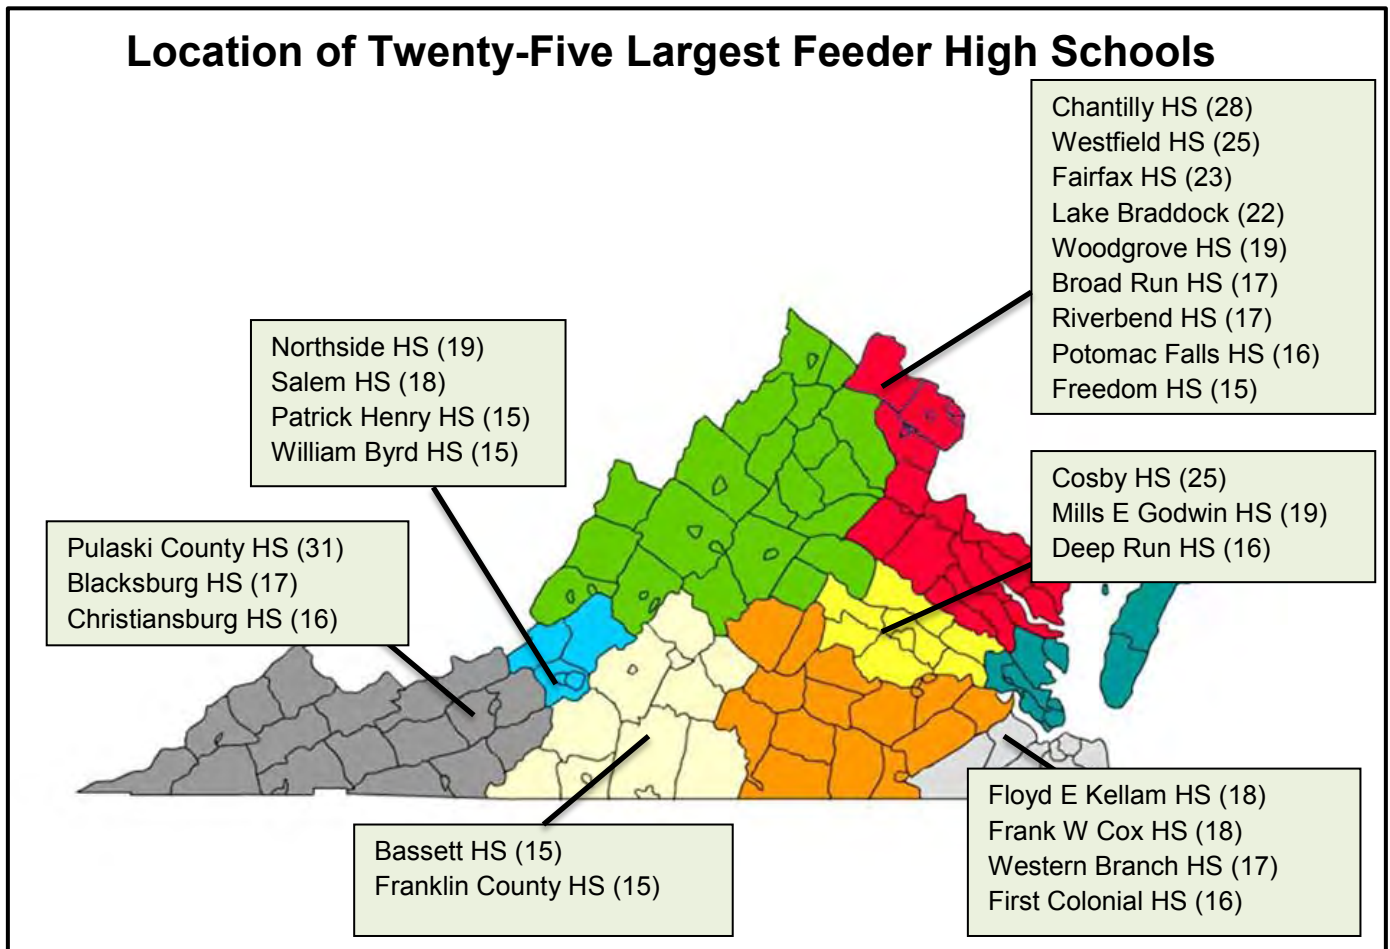 Location of Twenty-Five Largest Feeder High Schools
Chantilly HS (28)
Westfield HS (25)
Fairfax HS (23)
Lake Braddock (22)
Woodgrove HS (19)
Broad Run HS (17)
Riverbend HS (17)
Potomac Falls HS (16)
Freedom HS (15)
Northside HS (19)
Salem HS (18)
Patrick Henry HS (15)
William Byrd HS (15)
Cosby HS (25)
Mills E Godwin HS (19)
Deep Run HS (16)
Pulaski County HS (31)
Blacksburg HS (17)
Christiansburg HS (16)
Floyd E Kellam HS (18)
Frank W Cox HS (18)
Western Branch HS (17)
First Colonial HS (16)
Bassett HS (15)
Franklin County HS (15)